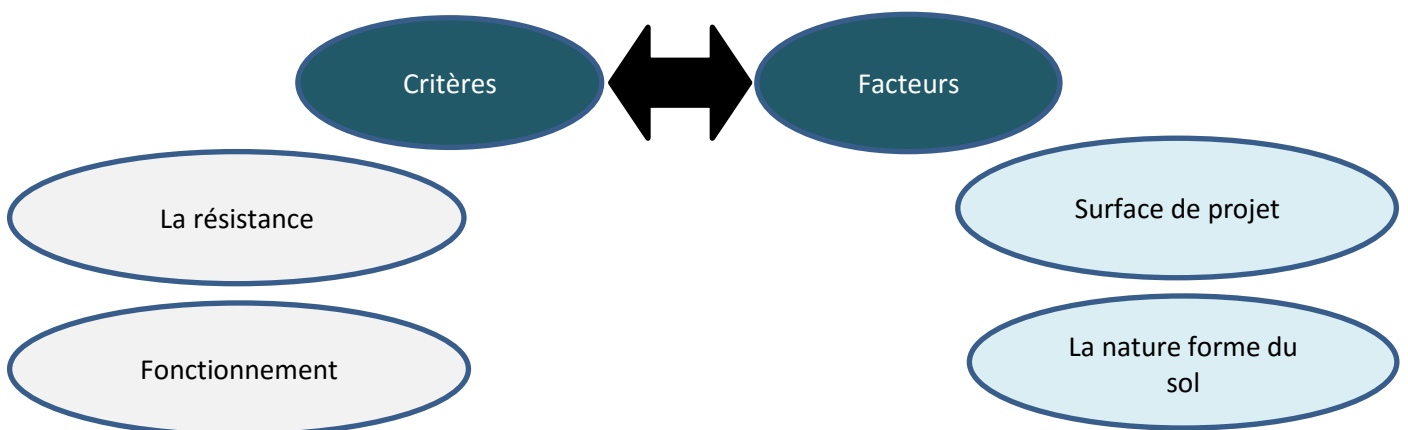 Critères
Facteurs
La résistance
Surface de projet
Fonctionnement
La nature forme du
sol